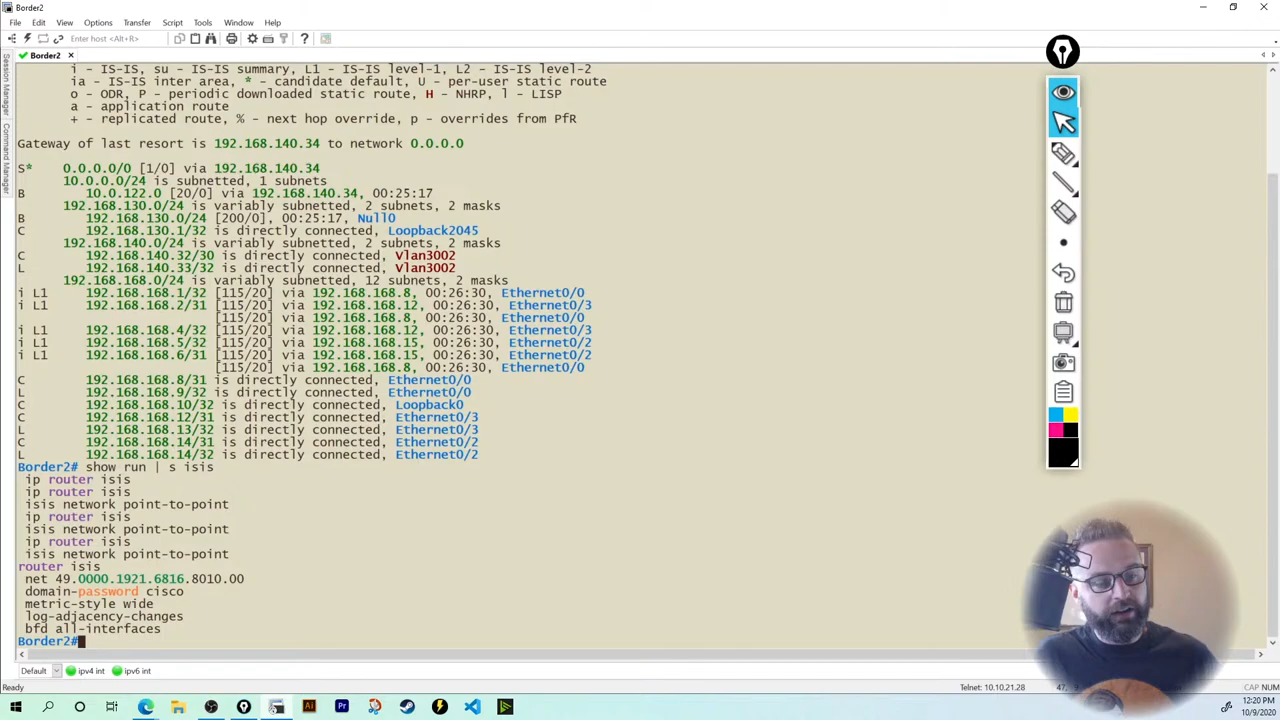 Border2
File Edit View Options Transfer Script Tools Window Help
Enter host <Alt+R>
Border2
Session Manager
Command Manager
i - IS-IS, su - IS-IS summary, L1 - IS-IS level-1, L2 - IS-IS level-2
ia - IS-IS inter area, * - candidate default, U - per-user static route
o - ODR, P - periodic downloaded static route, H - NHRP, l - LISP
a - application route
+ - replicated route, % - next hop override, p - overrides from PfR
Gateway of last resort is 192.168.140.34 to network 0.0.0.0
S* 0.0.0.0/0 [1/0] via 192.168.140.34
10.0.0.0/24 is subnetted, 1 subnets
B 10.0.122.0 [20/0] via 192.168.140.34, 00:25:17
192.168.130.0/24 is variably subnetted, 2 subnets, 2 masks
B 192.168.130.0/24 [200/0], 00:25:17, Null0
C 192.168.130.1/32 is directly connected, Loopback2045
192.168.140.0/24 is variably subnetted, 2 subnets, 2 masks
C 192.168.140.32/30 is directly connected, Vlan3002
L 192.168.140.33/32 is directly connected, Vlan3002
192.168.168.0/24 is variably subnetted, 12 subnets, 2 masks
i L1 192.168.168.1/32 [115/20] via 192.168.168.8, 00:26:30, Ethernet0/0
i L1 192.168.168.2/31 [115/20] via 192.168.168.12, 00:26:30, Ethernet0/3
[115/20] via 192.168.168.8, 00:26:30, Ethernet0/0
i L1 192.168.168.4/32 [115/20] via 192.168.168.12, 00:26:30, Ethernet0/3
i L1 192.168.168.5/32 [115/20] via 192.168.168.15, 00:26:30, Ethernet0/2
i L1 192.168.168.6/31 [115/20] via 192.168.168.15, 00:26:30, Ethernet0/2
[115/20] via 192.168.168.8, 00:26:30, Ethernet0/0
C 192.168.168.8/31 is directly connected, Ethernet0/0
L 192.168.168.9/32 is directly connected, Ethernet0/0
C 192.168.168.10/32 is directly connected, Loopback0
C 192.168.168.12/31 is directly connected, Ethernet0/3
L 192.168.168.13/32 is directly connected, Ethernet0/3
C 192.168.168.14/31 is directly connected, Ethernet0/2
L 192.168.168.14/32 is directly connected, Ethernet0/2
Border2# show run | s isis
ip router isis
ip router isis
isis network point-to-point
ip router isis
isis network point-to-point
ip router isis
isis network point-to-point
router isis
net 49.0000.1921.6816.8010.00
domain-password cisco
metric-style wide
log-adjacency-changes
bfd all-interfaces
Border2#
Default ipv4 int ipv6 int
Ready Telnet: 10.10.21.28 47, CAP NUM
12:20 PM
10/9/2020